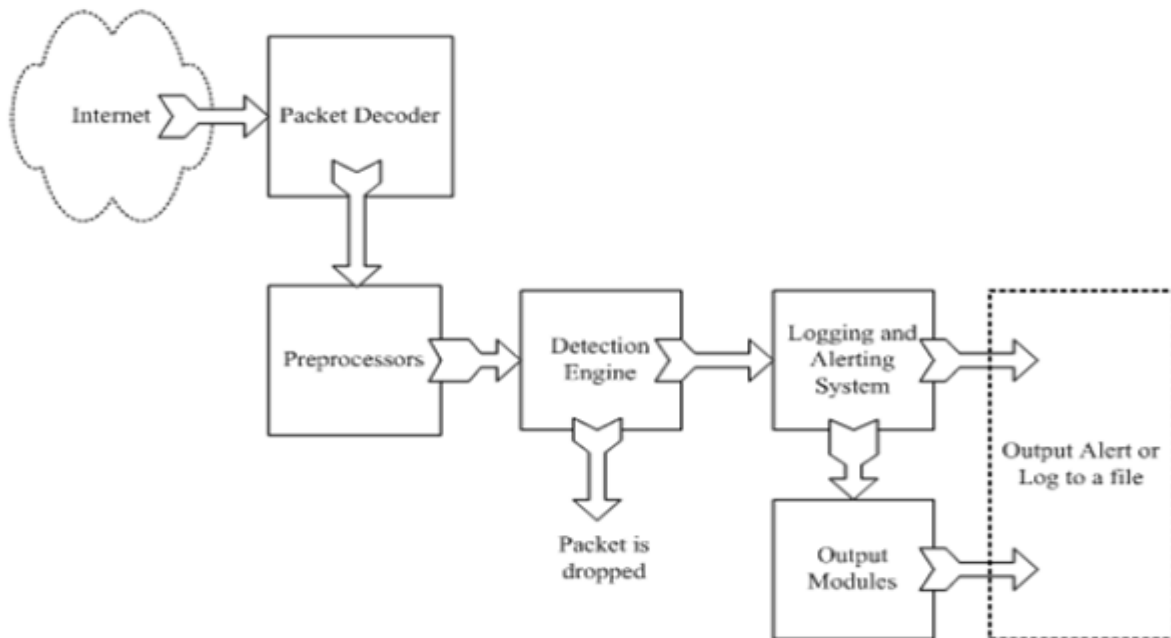 Internet
Packet Decoder
Preprocessors
Detection
Engine
Logging and
Alerting
System
Output Alert or
Log to a file
Packet is
dropped
Output
Modules